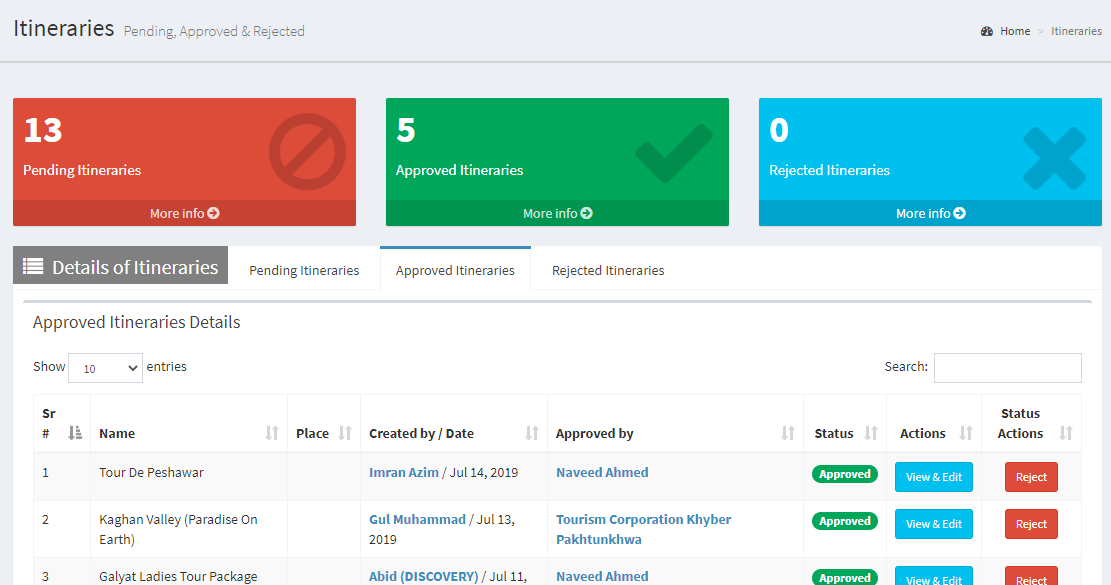 Itineraries Pending, Approved & Rejected
Home > Itineraries
13
Pending Itineraries
More info
5
Approved Itineraries
More info
0
Rejected Itineraries
More info
Details of Itineraries
Pending Itineraries
Approved Itineraries
Rejected Itineraries
Approved Itineraries Details
Show 10 entries
Search:
Sr # Name Place Created by / Date Approved by Status Actions Status Actions
1 Tour De Peshawar Imran Azim / Jul 14, 2019 Naveed Ahmed Approved View & Edit Reject
2 Kaghan Valley (Paradise On Gul Muhammad / Jul 13, Tourism Corporation Khyber Approved View & Edit Reject
Earth) 2019 Pakhtunkhwa
3 Galyat Ladies Tour Package Abid (DISCOVERY) / Jul 11, Naveed Ahmed Approved View & Edit Reject